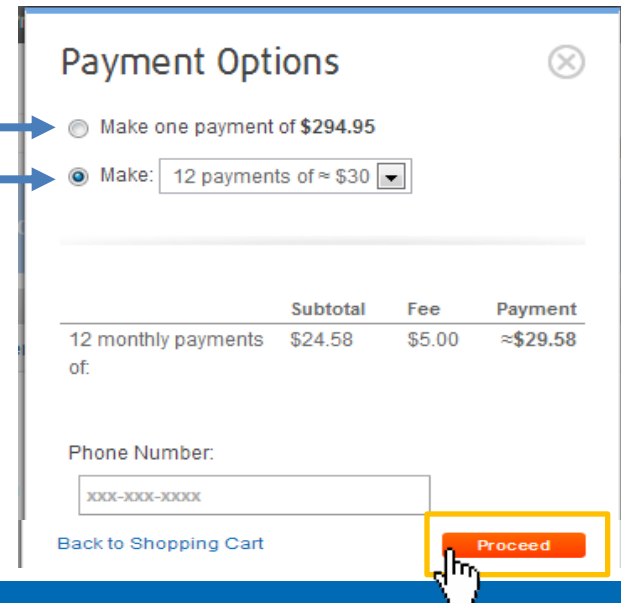 Payment Options
Make one payment of $294.95
Make: 12 payments of ≈ $30
Subtotal Fee Payment
12 monthly payments $24.58 $5.00 ≈$29.58
of:
Phone Number:
xxx-xxx-xxxx
Back to Shopping Cart Proceed